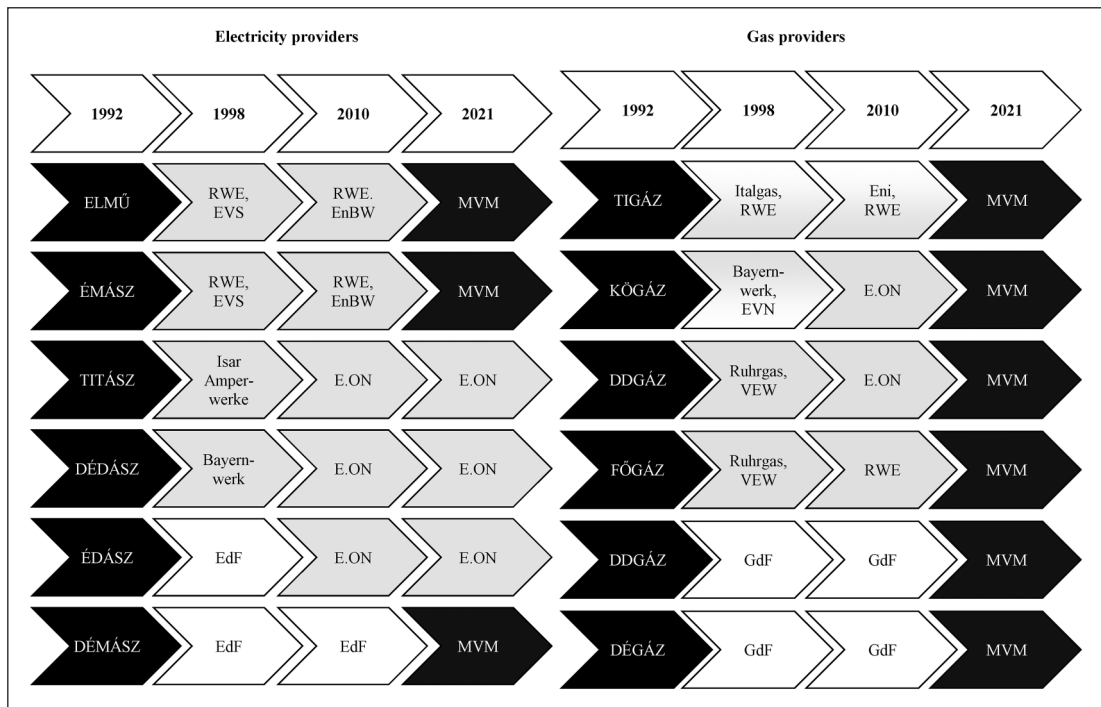 Electricity providers
1992
1998
2010
2021
ELMŰ
RWE,
EVS
RWE.
EnBW
MVM
ÉMÁSZ
RWE,
EVS
RWE,
EnBW
MVM
TITÁSZ
Isar
Amper-
werke
E.ON
E.ON
DÉDÁSZ
Bayern-
werk
E.ON
E.ON
ÉDÁSZ
EdF
E.ON
E.ON
DÉMÁSZ
EdF
EdF
MVM
Gas providers
1992
1998
2010
2021
TIGÁZ
Italgas,
RWE
Eni,
RWE
MVM
KÖGÁZ
Bayern-
werk,
EVN
E.ON
MVM
DDGÁZ
Ruhrgas,
VEW
E.ON
MVM
FŐGÁZ
Ruhrgas,
VEW
RWE
MVM
DDGÁZ
GdF
GdF
MVM
DÉGÁZ
GdF
GdF
MVM